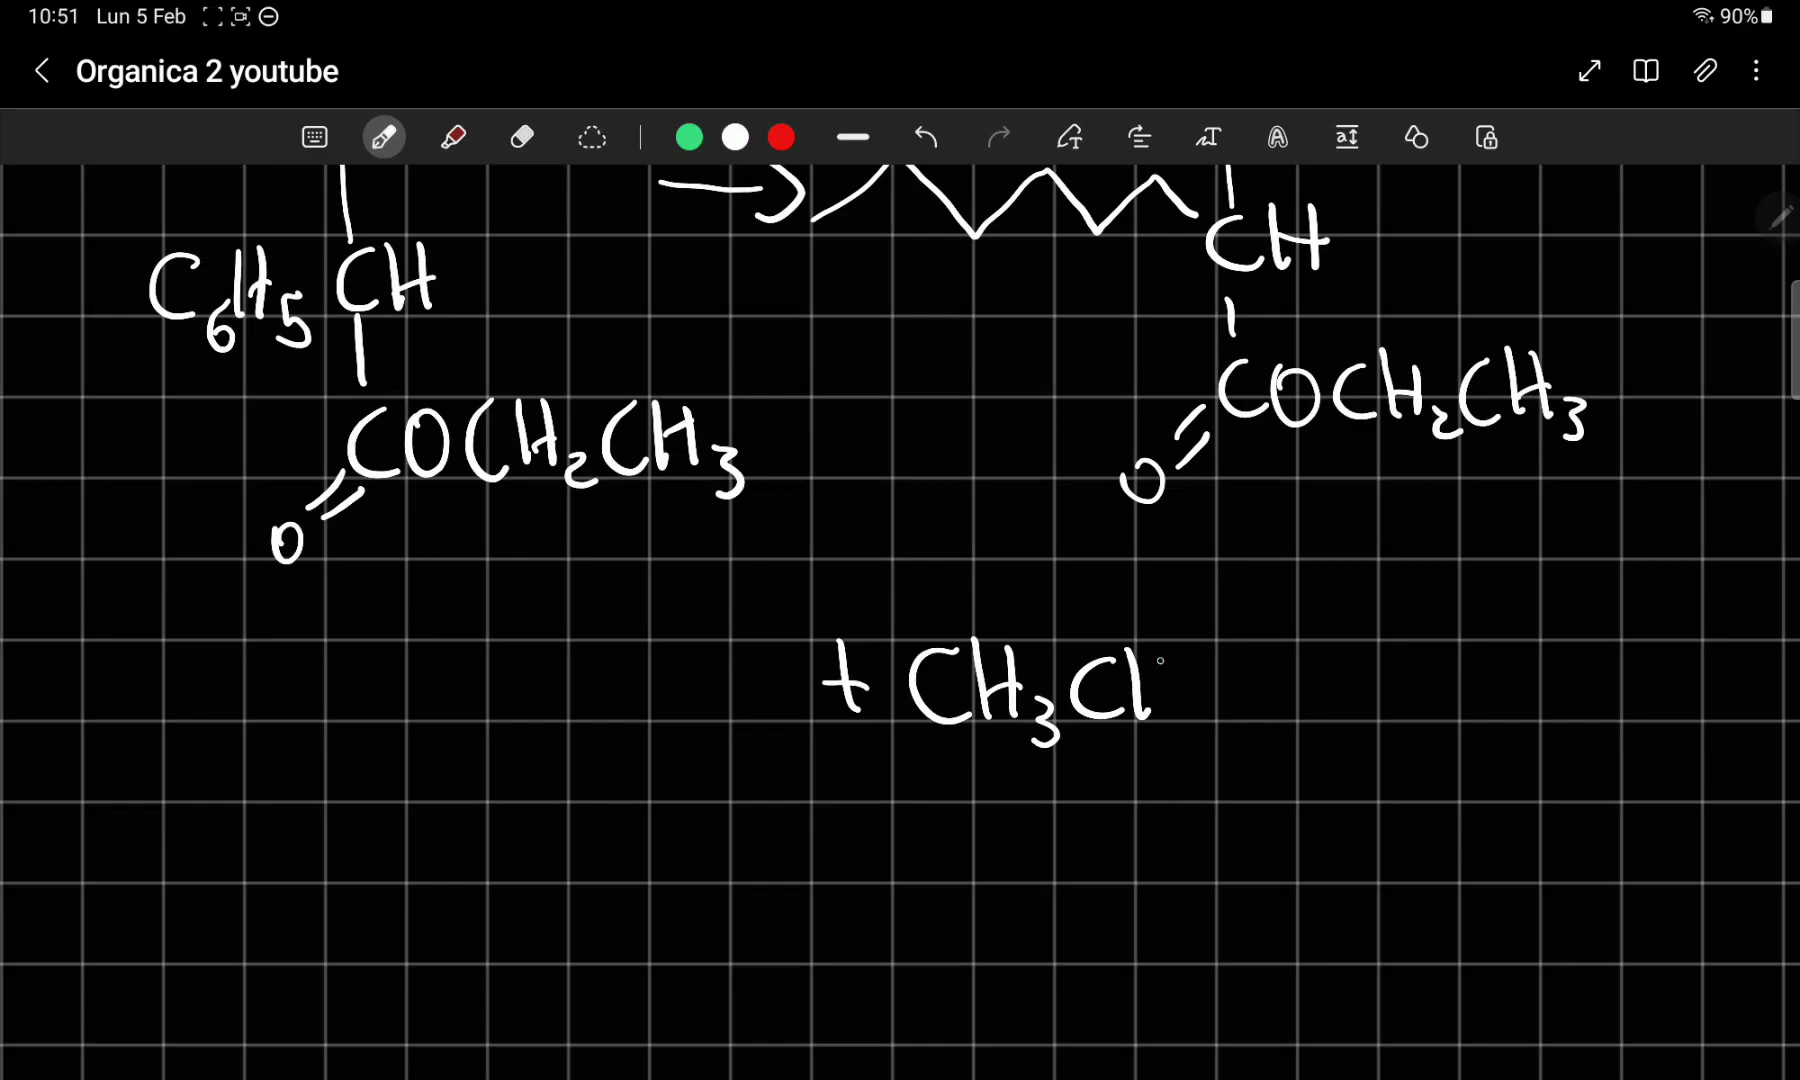 10:51 Lun 5 Feb 90%
Organica 2 youtube
CH
C₆H₅ CH
COCH₂CH₃
COCH₂CH₃
O
O
+ CH₃Cl